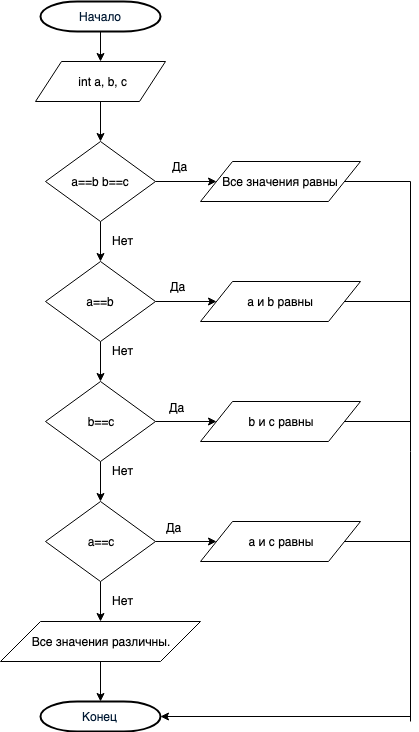 Начало
int a, b, c
a==b b==c
Да
Все значения равны
Нет
a==b
Да
a и b равны
Нет
b==c
Да
b и c равны
Нет
a==c
Да
a и c равны
Нет
Все значения различны.
Конец